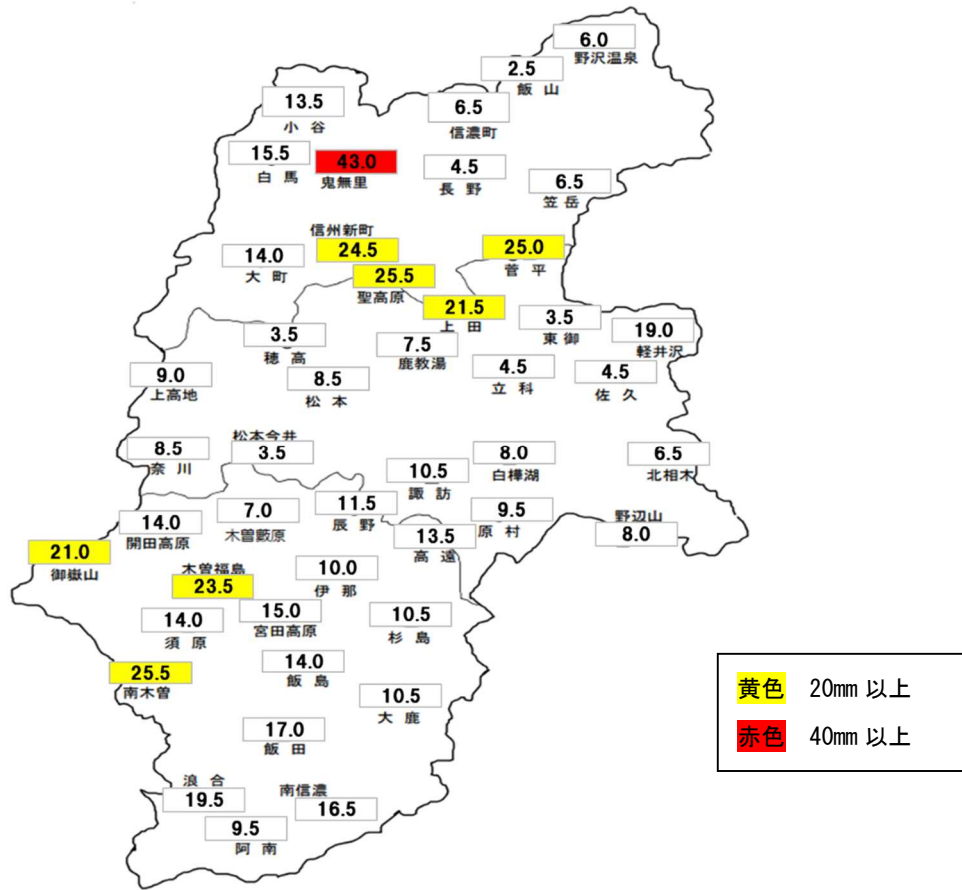 6.0
野沢温泉
2.5
飯山
13.5
小谷
6.5
信濃町
15.5
白馬
43.0
鬼無里
4.5
長野
6.5
笠岳
信州新町
24.5
14.0
大町
25.0
菅平
25.5
聖高原
21.5
上田
3.5
東御
19.0
軽井沢
3.5
穂高
7.5
鹿教湯
9.0
上高地
8.5
松本
4.5
立科
4.5
佐久
8.5
奈川
松本今井
3.5
10.5
諏訪
8.0
白樺湖
6.5
北相木
14.0
開田高原
7.0
木曽藪原
11.5
辰野
13.5
高遠
9.5
原村
野辺山
8.0
21.0
御嶽山
木曽福島
23.5
10.0
伊那
14.0
須原
15.0
宮田高原
10.5
杉島
25.5
南木曽
14.0
飯島
10.5
大鹿
17.0
飯田
浪合
19.5
南信濃
16.5
9.5
阿南
黄色 20mm 以上
赤色 40mm 以上